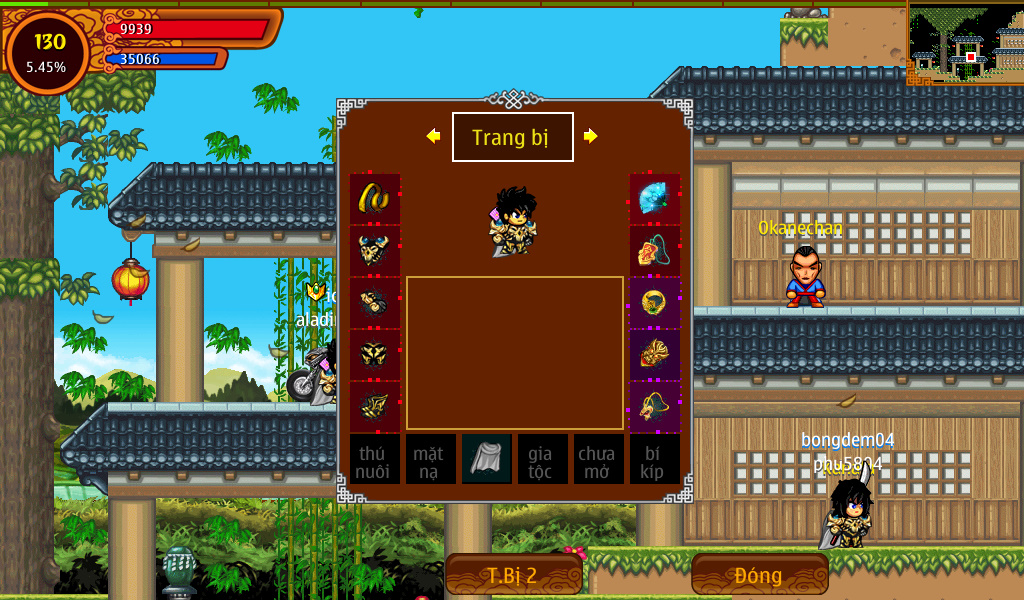 130
5.45%
9939
35066
Trang bị
Okanechan
aladi
thú nuôi
mặt nạ
gia tộc
chưa mở
bí kíp
bongdem04
phu5804
T.Bị 2
Đóng